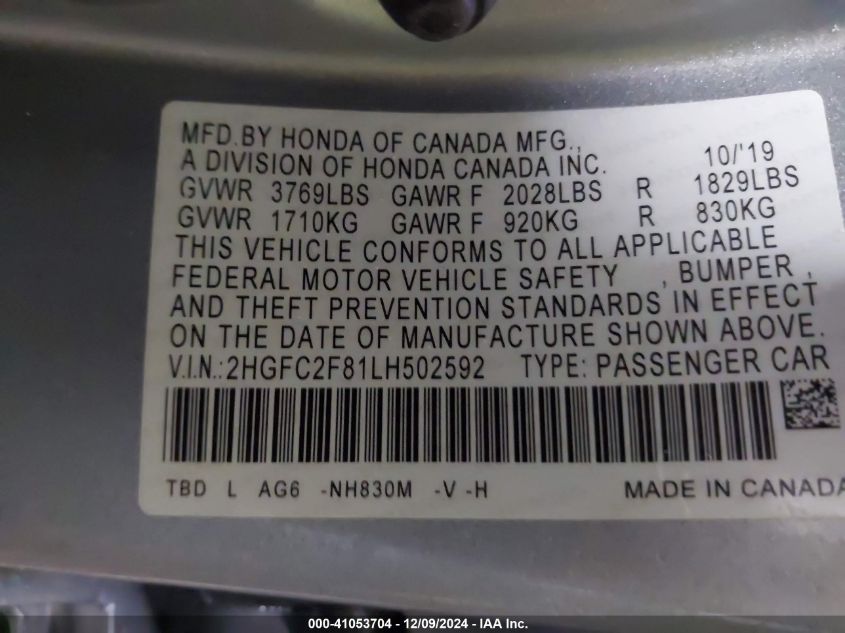 MFD. BY HONDA OF CANADA MFG.,
A DIVISION OF HONDA CANADA INC. 10/'19
GVWR 3769LBS GAWR F 2028LBS R 1829LBS
GVWR 1710KG GAWR F 920KG R 830KG
THIS VEHICLE CONFORMS TO ALL APPLICABLE
FEDERAL MOTOR VEHICLE SAFETY , BUMPER ,
AND THEFT PREVENTION STANDARDS IN EFFECT
ON THE DATE OF MANUFACTURE SHOWN ABOVE.
V.I.N.: 2HGFC2F81LH502592 TYPE: PASSENGER CAR
TBD L AG6 -NH830M -V -H MADE IN CANADA
000-41053704 - 12/09/2024 - IAA Inc.